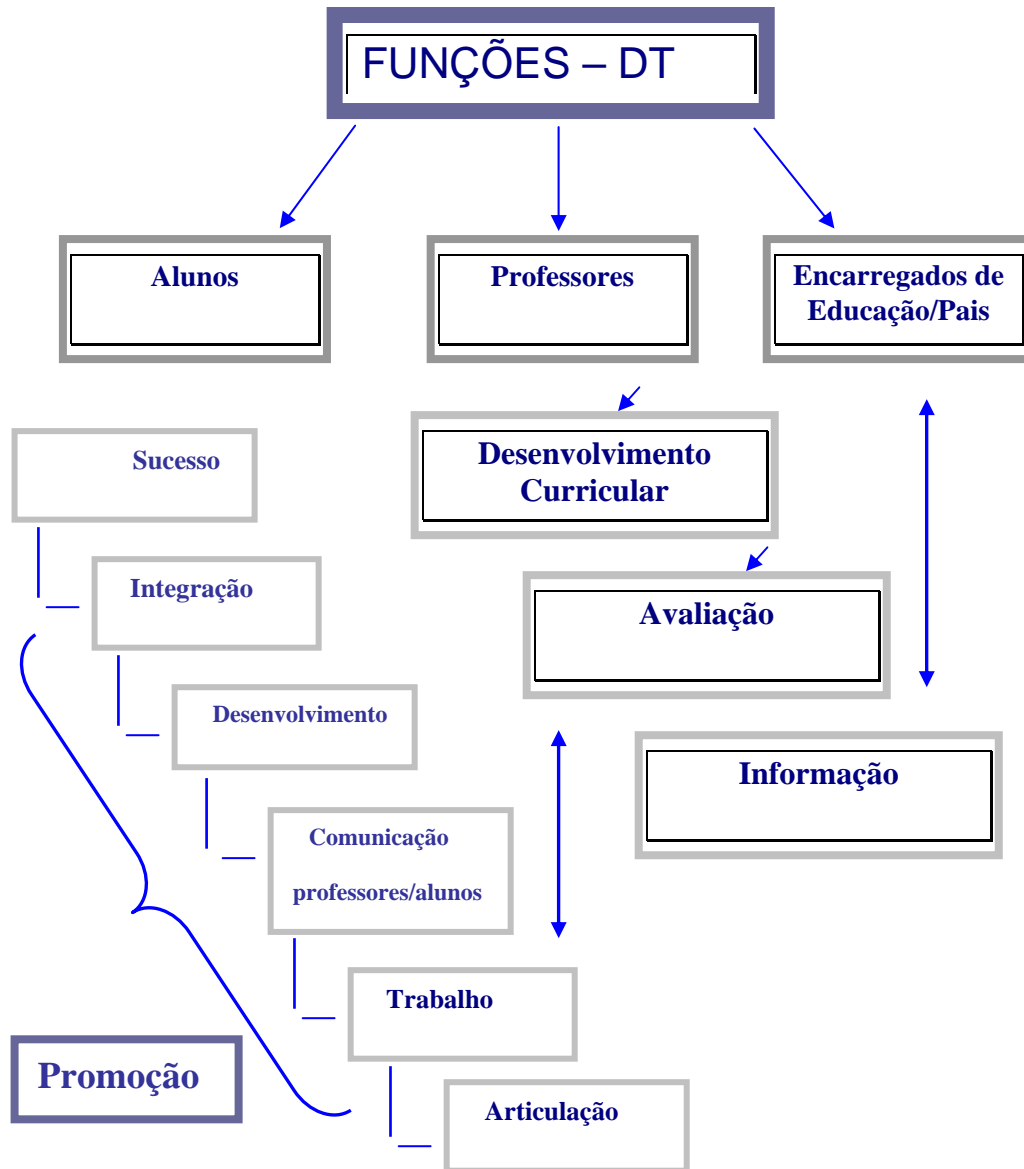 FUNÇÕES – DT
Alunos
Professores
Encarregados de
Educação/Pais
Desenvolvimento
Curricular
Sucesso
Integração
Avaliação
Desenvolvimento
Informação
Comunicação
professores/alunos
Trabalho
Promoção
Articulação